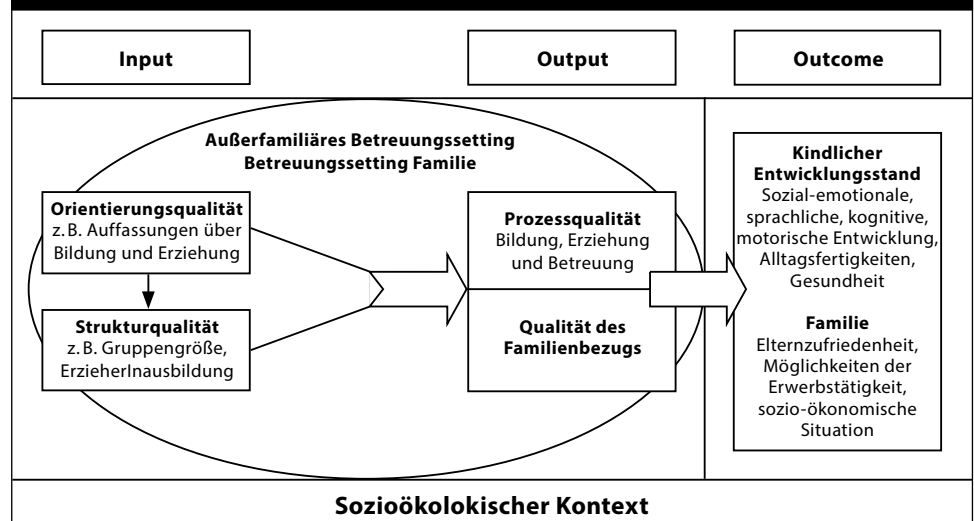 Input
Output
Outcome
Außerfamiliäres Betreuungssetting
Betreuungssetting Familie
Orientierungsqualität
z. B. Auffassungen über
Bildung und Erziehung
Strukturqualität
z. B. Gruppengröße,
ErzieherInausbildung
Prozessqualität
Bildung, Erziehung
und Betreuung
Qualität des
Familienbezugs
Kindlicher
Entwicklungsstand
Sozial-emotionale,
sprachliche, kognitive,
motorische Entwicklung,
Alltagsfertigkeiten,
Gesundheit
Familie
Elternzufriedenheit,
Möglichkeiten der
Erwerbstätigkeit,
sozio-ökonomische
Situation
Sozioökolokischer Kontext